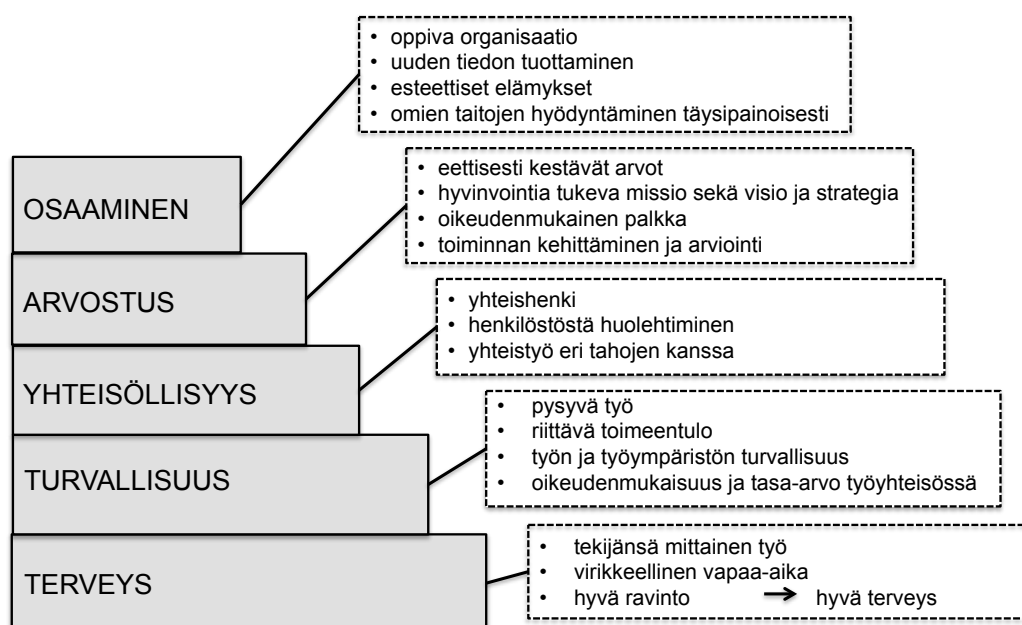 • oppiva organisaatio
• uuden tiedon tuottaminen
• esteettiset elämykset
• omien taitojen hyödyntäminen täysipainoisesti
OSAAMINEN
• eettisesti kestävät arvot
• hyvinvointia tukeva missio sekä visio ja strategia
• oikeudenmukainen palkka
• toiminnan kehittäminen ja arviointi
ARVOSTUS
• yhteishenki
• henkilöstöstä huolehtiminen
• yhteistyö eri tahojen kanssa
YHTEISÖLLISYYS
• pysyvä työ
• riittävä toimeentulo
• työn ja työympäristön turvallisuus
• oikeudenmukaisuus ja tasa-arvo työyhteisössä
TURVALLISUUS
• tekijänsä mittainen työ
• virikkeellinen vapaa-aika
• hyvä ravinto → hyvä terveys
TERVEYS